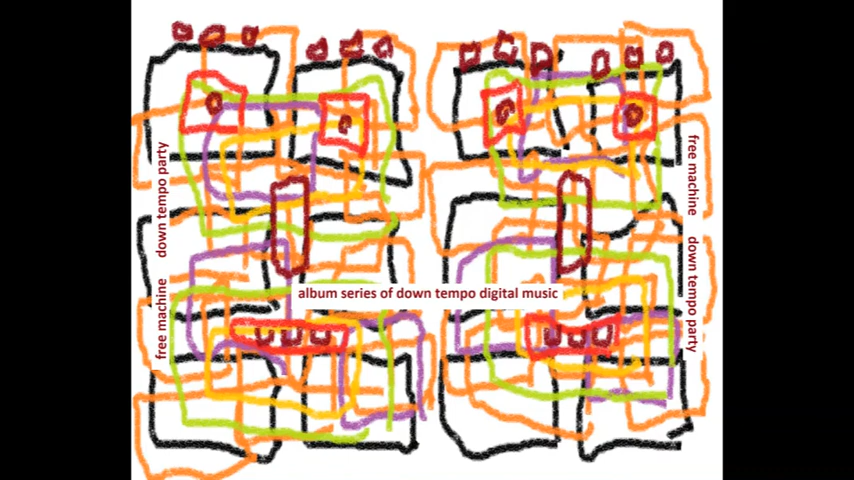 down tempo party
free machine
album series of down tempo digital music
free machine
down tempo party